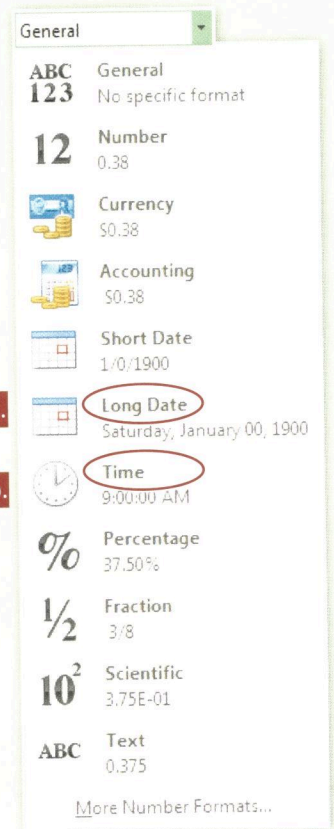 General
ABC
123
General
No specific format
12
Number
0.38
Currency
$0.38
123
Accounting
$0.38
Short Date
1/0/1900
Long Date
Saturday, January 00, 1900
Time
9:00:00 AM
%
Percentage
37.50%
1/2
Fraction
3/8
10²
Scientific
3.75E-01
ABC
Text
0.375
More Number Formats...